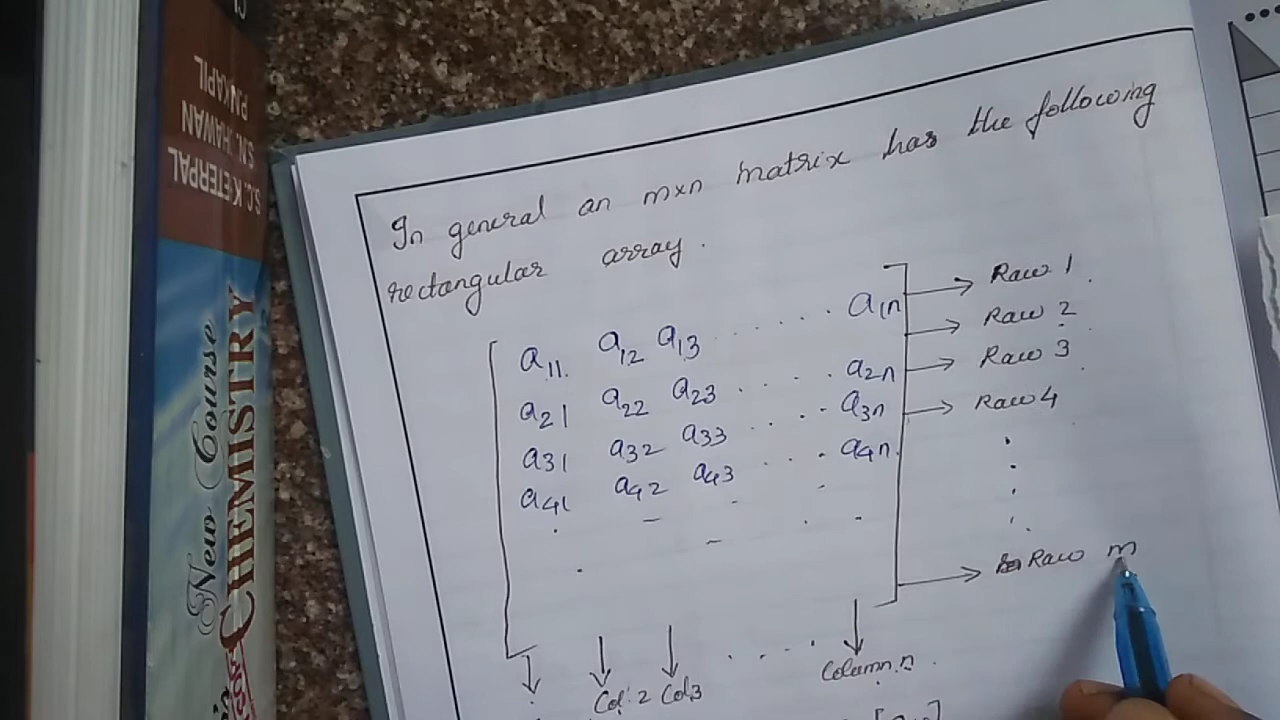 In general an m×n matrix has the following
rectangular array.
a11 a12 a13 ...... a1n → Raw 1
→ Raw 2
a21 a22 a23 .... a2n → Raw 3
a31 a32 a33 ..... a3n → Raw 4
a41 a42 a43 .... a4n
→ Raw m
Col: 2 Col3 ..... Column.n.
S.C. KHETERPAL
S.N. DHAWAN
P.N. KAPIL
New Course
CHEMISTRY